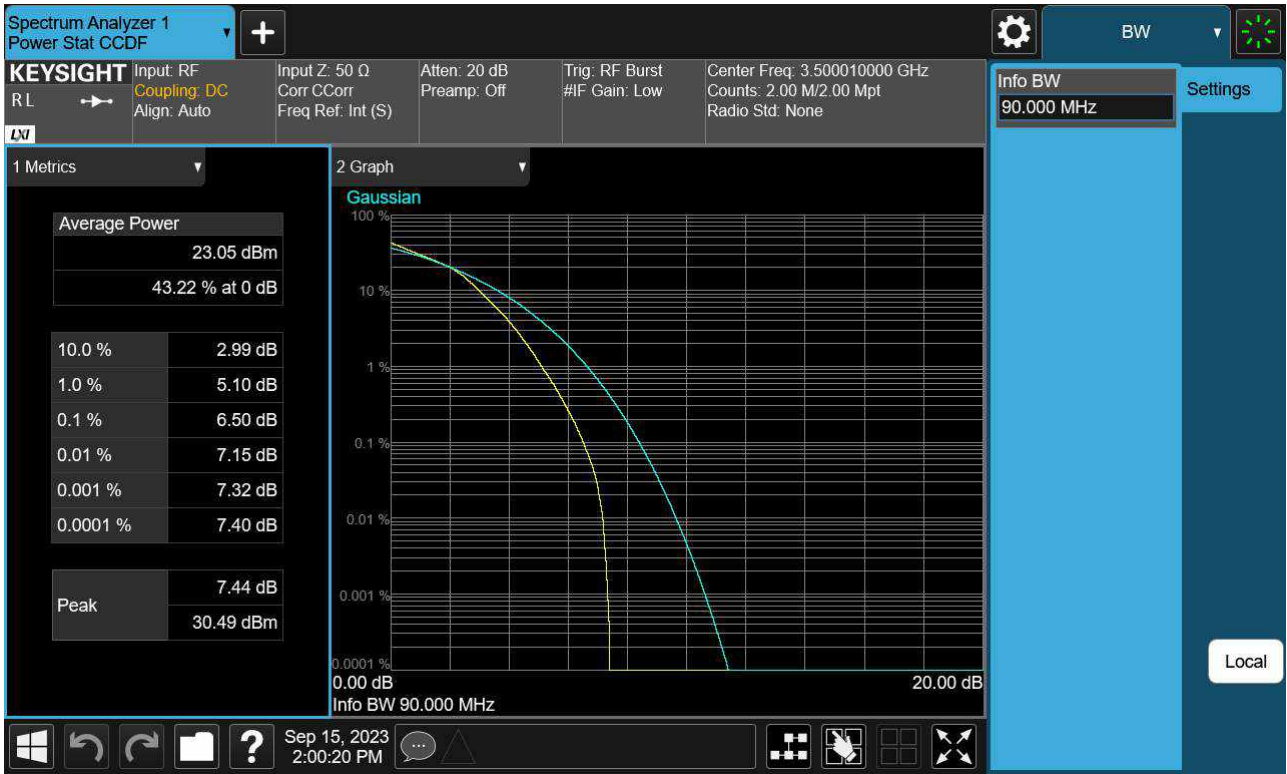 Spectrum Analyzer 1
Power Stat CCDF
+
BW
KEYSIGHT
RL
LXI
Input: RF
Coupling: DC
Align: Auto
Input Z: 50 Ω
Corr CCorr
Freq Ref: Int (S)
Atten: 20 dB
Preamp: Off
Trig: RF Burst
#IF Gain: Low
Center Freq: 3.500010000 GHz
Counts: 2.00 M/2.00 Mpt
Radio Std: None
Info BW
90.000 MHz
Settings
1 Metrics
Average Power
23.05 dBm
43.22 % at 0 dB
10.0 % 2.99 dB
1.0 % 5.10 dB
0.1 % 6.50 dB
0.01 % 7.15 dB
0.001 % 7.32 dB
0.0001 % 7.40 dB
Peak
7.44 dB
30.49 dBm
2 Graph
Gaussian
100 %
10 %
1 %
0.1 %
0.01 %
0.001 %
0.0001 %
0.00 dB 20.00 dB
Info BW 90.000 MHz
Local
?
Sep 15, 2023
2:00:20 PM